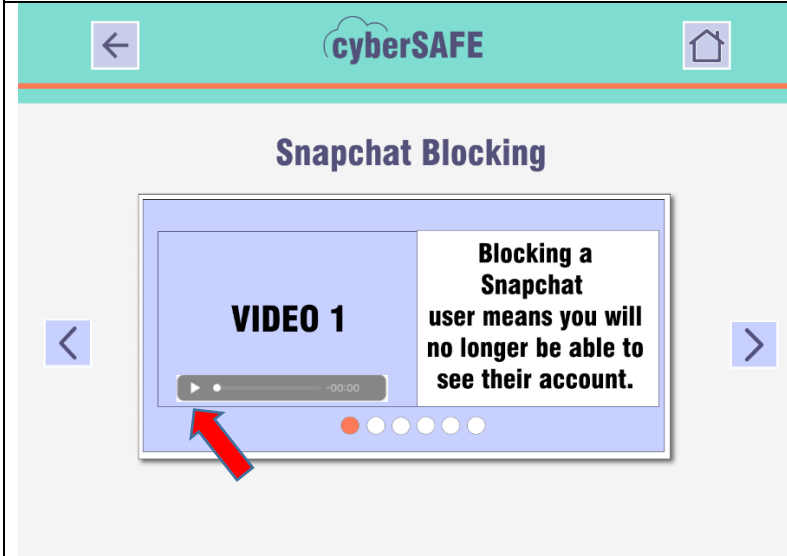 cyberSAFE
Snapchat Blocking
VIDEO 1
-00:00
Blocking a
Snapchat
user means you will
no longer be able to
see their account.